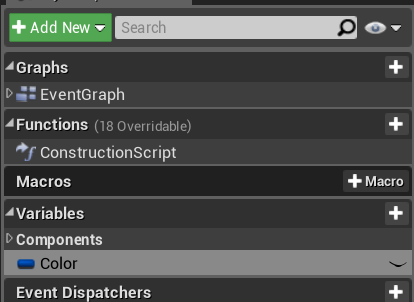 Add New
Search
Graphs
EventGraph
Functions (18 Overridable)
ConstructionScript
Macros
Macro
Variables
Components
Color
Event Dispatchers